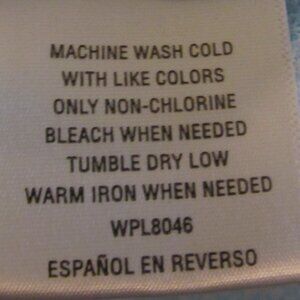 MACHINE WASH COLD
WITH LIKE COLORS
ONLY NON-CHLORINE
BLEACH WHEN NEEDED
TUMBLE DRY LOW
WARM IRON WHEN NEEDED
WPL8046
ESPAÑOL EN REVERSO